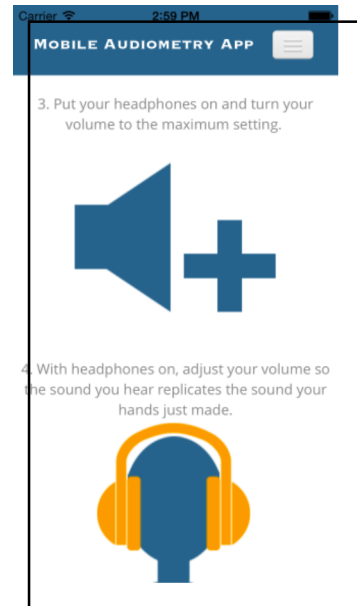 Carrier 2:59 PM
MOBILE AUDIOMETRY APP
3. Put your headphones on and turn your
volume to the maximum setting.
4. With headphones on, adjust your volume so
the sound you hear replicates the sound your
hands just made.